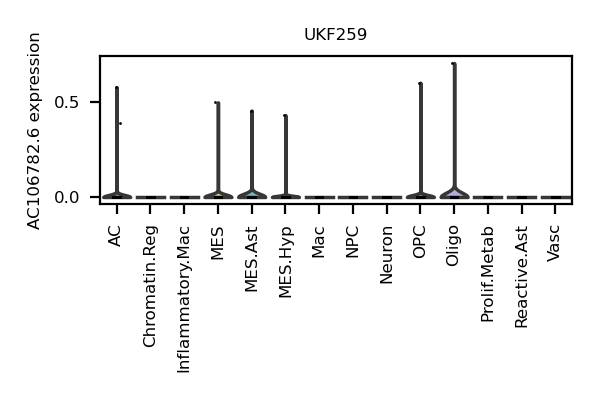 UKF259
AC106782.6 expression
0.5
0.0
AC
Chromatin.Reg
Inflammatory.Mac
MES
MES.Ast
MES.Hyp
Mac
NPC
Neuron
OPC
Oligo
Prolif.Metab
Reactive.Ast
Vasc